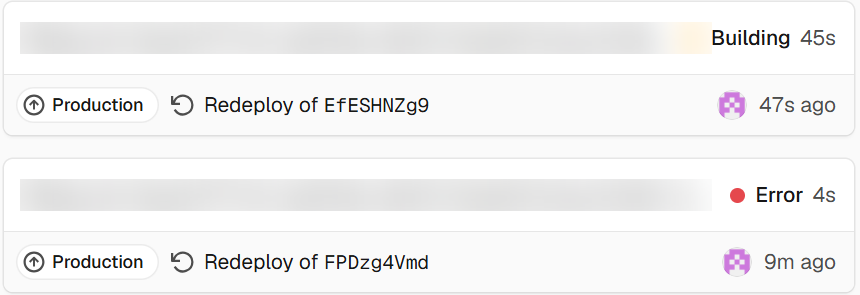 Building 45s
Production Redeploy of EfESHNZg9 47s ago
Error 4s
Production Redeploy of FPDzg4Vmd 9m ago